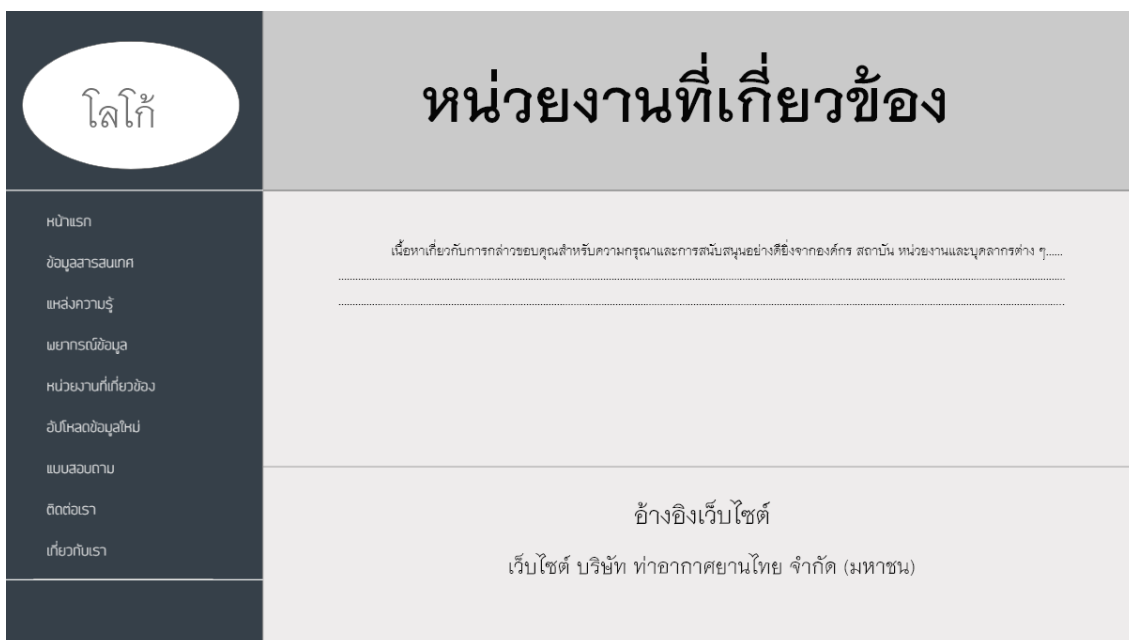 โลโก้
หน่วยงานที่เกี่ยวข้อง
หน้าแรก
ข้อมูลสารสนเทศ
แหล่งความรู้
พยากรณ์ข้อมูล
หน่วยงานที่เกี่ยวข้อง
อัปโหลดข้อมูลใหม่
แบบสอบถาม
ติดต่อเรา
เกี่ยวกับเรา
เนื้อหาเกี่ยวกับการกล่าวขอบคุณสำหรับความกรุณาและการสนับสนุนอย่างดียิ่งจากองค์กร สถาบัน หน่วยงานและบุคลากรต่าง ๆ......
อ้างอิงเว็บไซต์
เว็บไซต์ บริษัท ท่าอากาศยานไทย จำกัด (มหาชน)